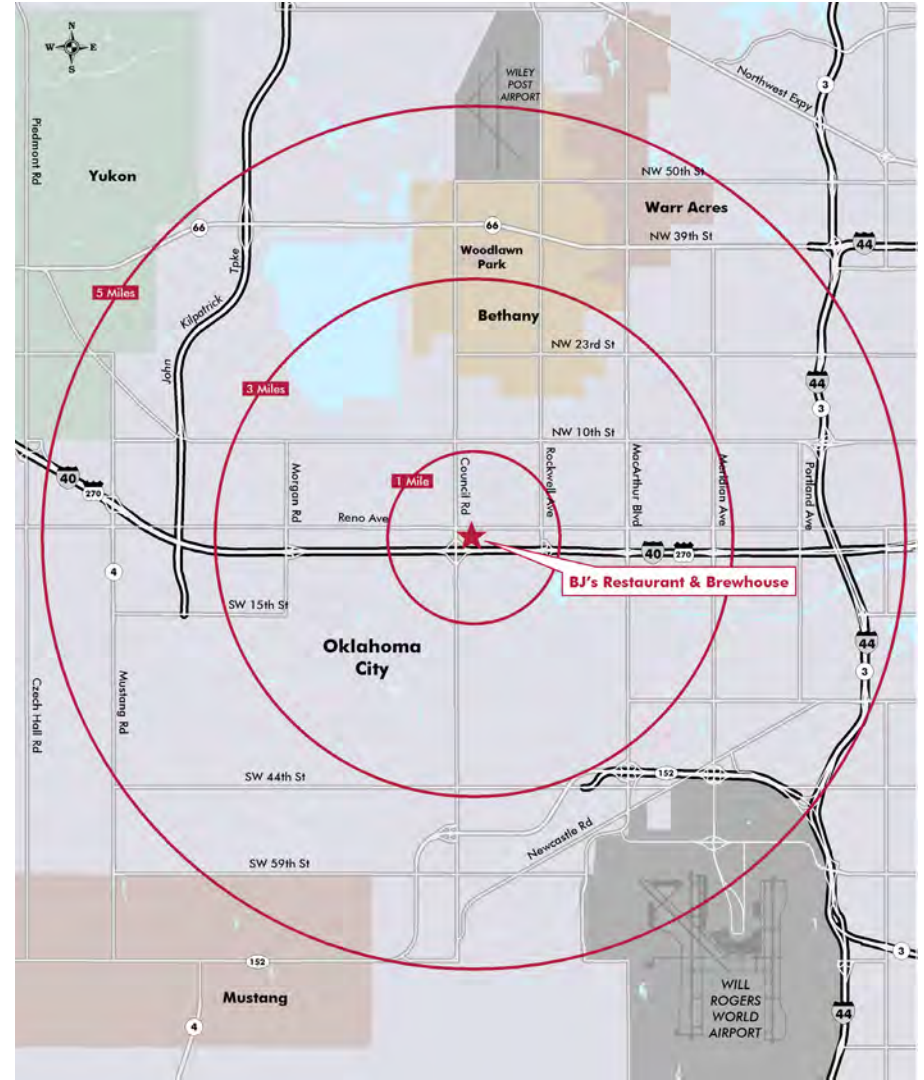 N
W
E
S
WILEY
POST
AIRPORT
3
Northwest Expy
Piedmont Rd
Yukon
NW 50th St
Warr Acres
66
66
NW 39th St
44
Woodlawn
Park
Tpke
5 Miles
Kilpatrick
Bethany
NW 23rd St
John
3 Miles
44
3
NW 10th St
1 Mile
Council Rd
Rockwell Ave
MacArthur Blvd
Meridian Ave
Portland Ave
Morgan Rd
40
270
Reno Ave
40
270
4
BJ's Restaurant & Brewhouse
SW 15th St
Oklahoma
City
44
3
Czech Hall Rd
Mustang Rd
SW 44th St
152
Newcastle Rd
SW 59th St
3
152
Mustang
4
WILL
ROGERS
WORLD
AIRPORT
44